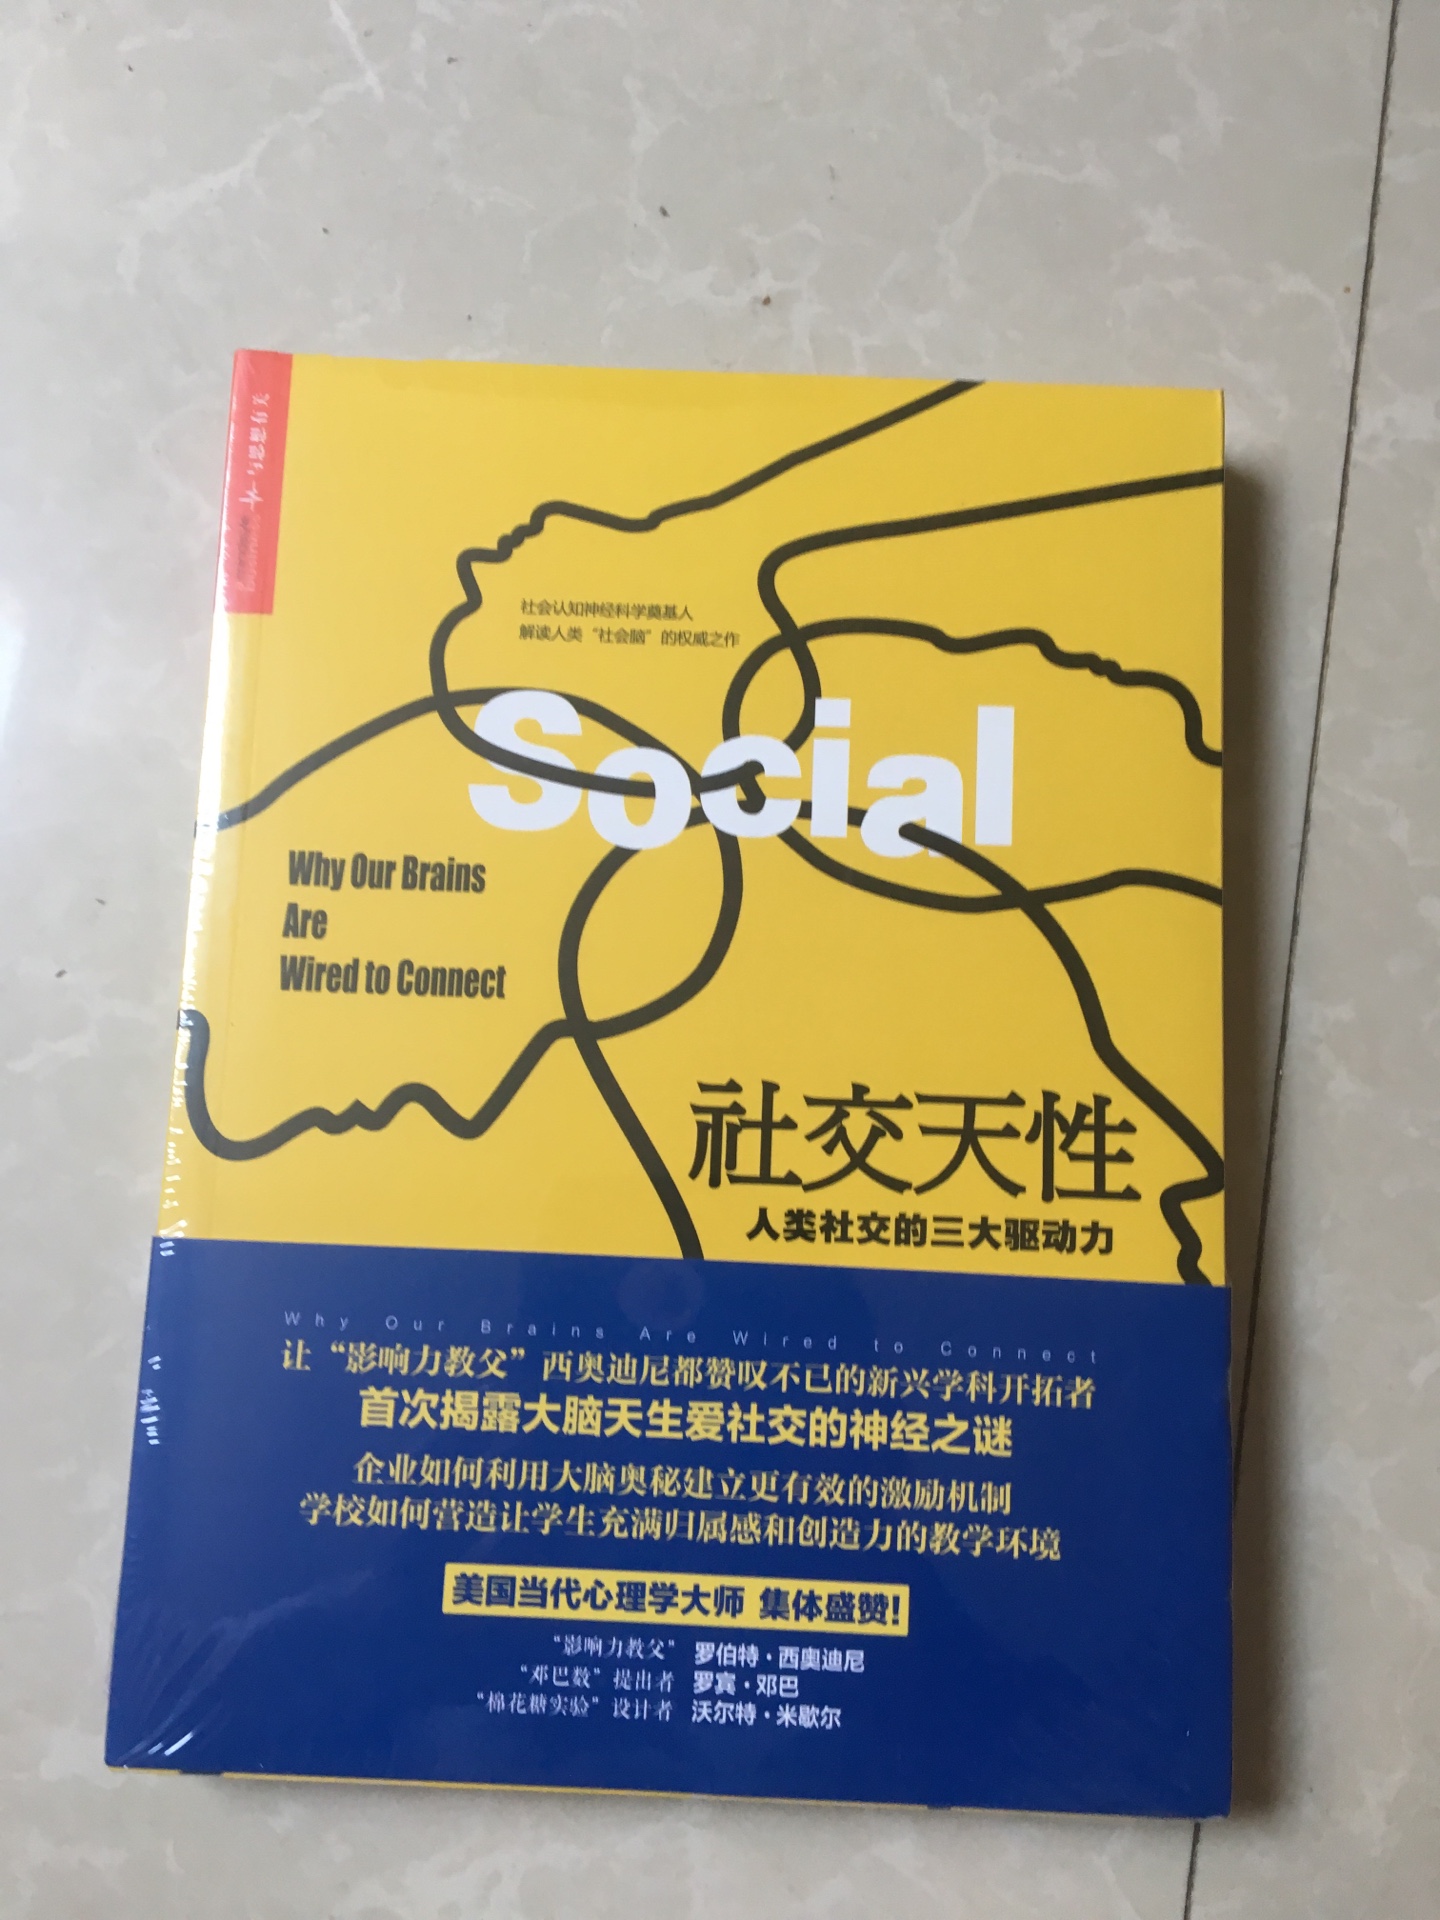 社会认知神经科学奠基人
解读人类“社会脑”的权威之作
Social
Why Our Brains
Are
Wired to Connect
社交天性
人类社交的三大驱动力
Why Our Brains Are Wired to Connect
让“影响力教父”西奥迪尼都赞叹不已的新兴学科开拓者
首次揭露大脑天生爱社交的神经之谜
企业如何利用大脑奥秘建立更有效的激励机制
学校如何营造让学生充满归属感和创造力的教学环境
美国当代心理学大师 集体盛赞!
“影响力教父” 罗伯特·西奥迪尼
“邓巴数”提出者 罗宾·邓巴
“棉花糖实验”设计者 沃尔特·米歇尔